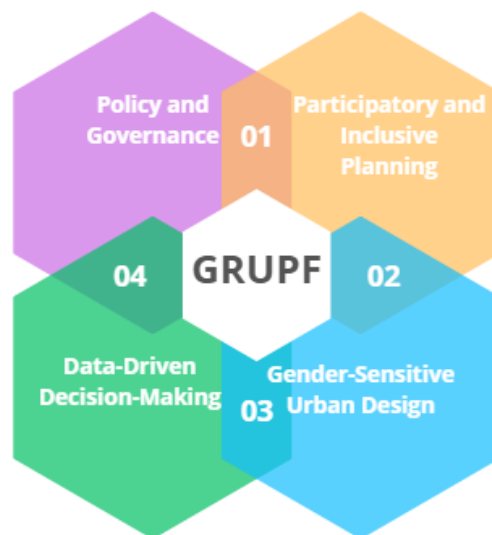 Policy and
Governance
01
Participatory and
Inclusive
Planning
04
GRUPF
02
Data-Driven
Decision-Making
03
Gender-Sensitive
Urban Design